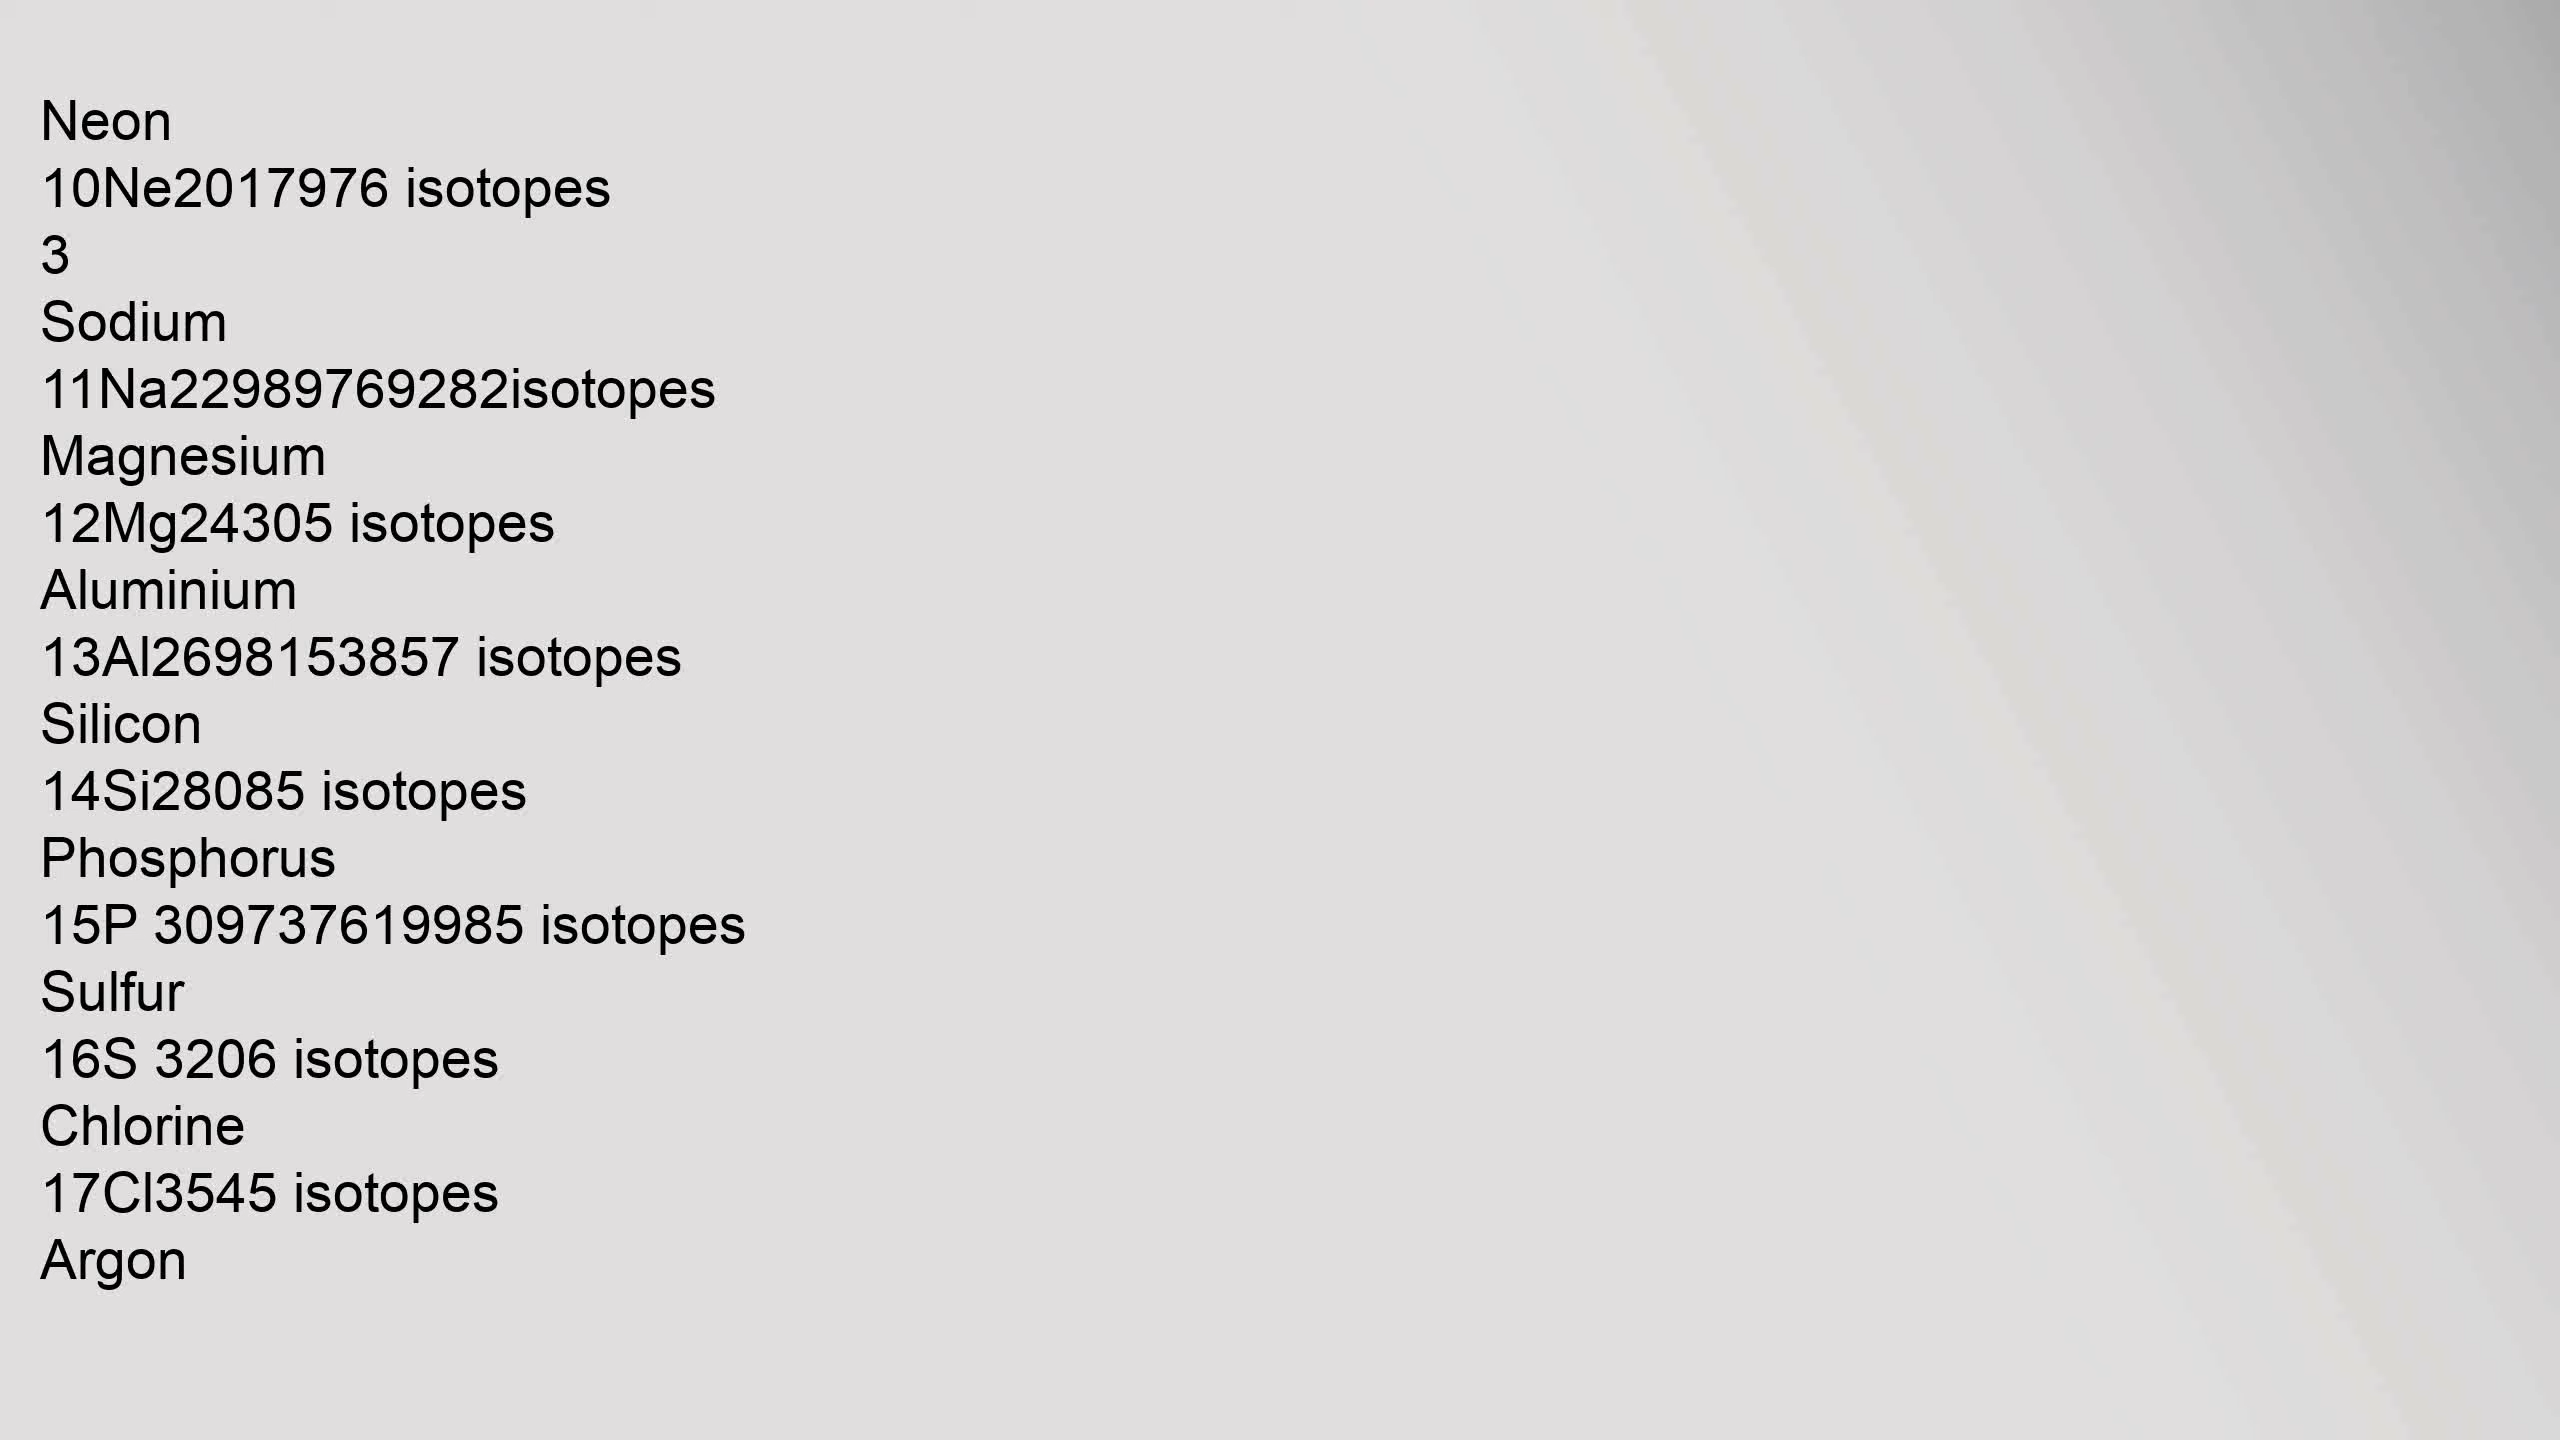 Neon
10Ne2017976 isotopes
3
Sodium
11Na22989769282isotopes
Magnesium
12Mg24305 isotopes
Aluminium
13Al2698153857 isotopes
Silicon
14Si28085 isotopes
Phosphorus
15P 309737619985 isotopes
Sulfur
16S 3206 isotopes
Chlorine
17Cl3545 isotopes
Argon